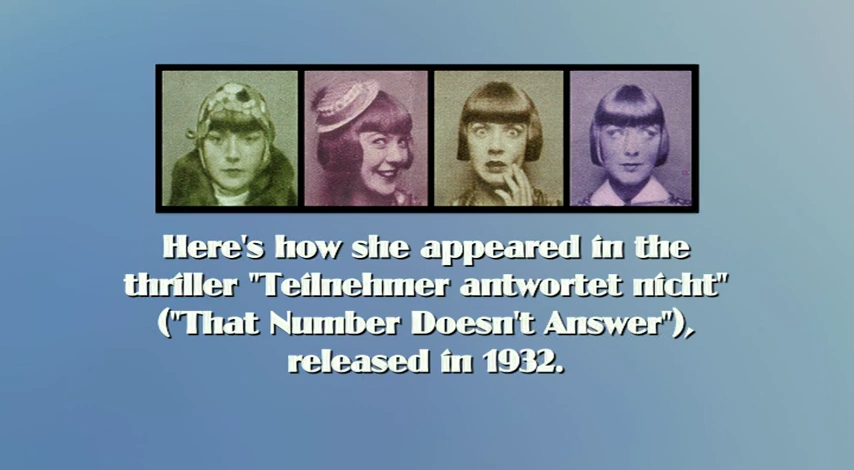 Here's how she appeared in the
thriller "Teilnehmer antwortet nicht"
("That Number Doesn't Answer"),
released in 1932.